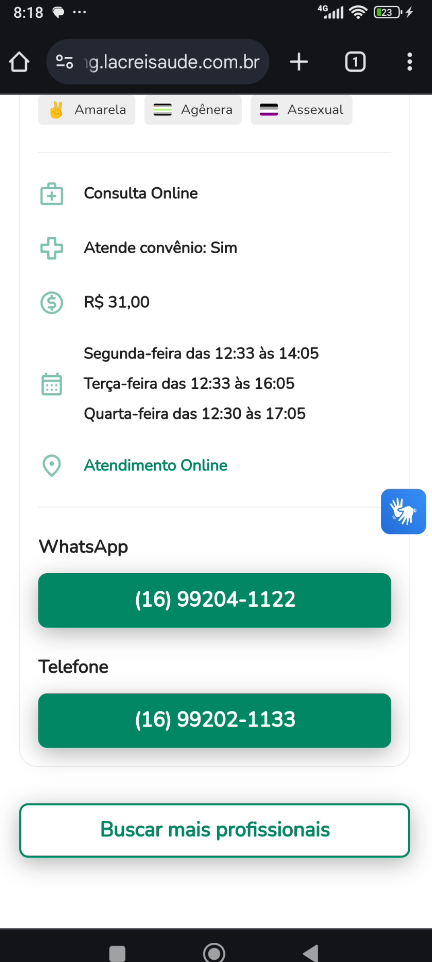 8:18
4G
23
ng.lacreisaude.com.br
1
Amarela
Agênera
Assexual
Consulta Online
Atende convênio: Sim
R$ 31,00
Segunda-feira das 12:33 às 14:05
Terça-feira das 12:33 às 16:05
Quarta-feira das 12:30 às 17:05
Atendimento Online
WhatsApp
(16) 99204-1122
Telefone
(16) 99202-1133
Buscar mais profissionais